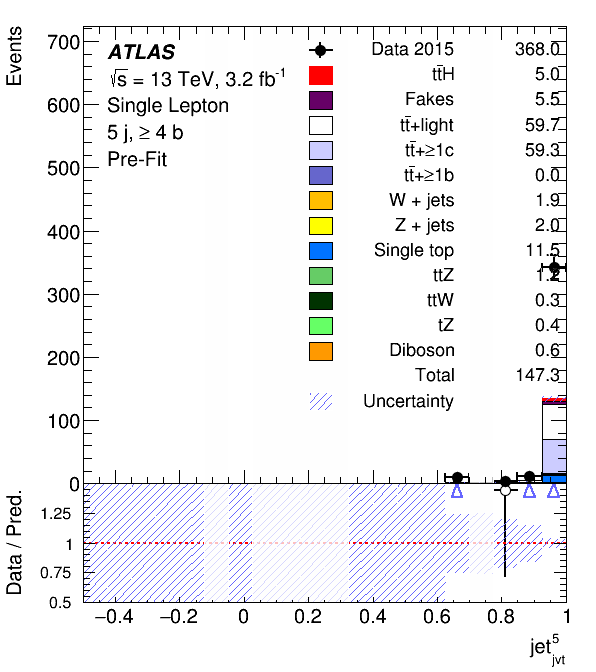 Events
700
600
500
400
300
200
100
0
ATLAS
√s = 13 TeV, 3.2 fb⁻¹
Single Lepton
5 j, ≥ 4 b
Pre-Fit
Data 2015 368.0
tt̄H 5.0
Fakes 5.5
tt̄+light 59.7
tt̄+≥1c 59.3
tt̄+≥1b 0.0
W + jets 1.9
Z + jets 2.0
Single top 11.5
ttZ 1.2
ttW 0.3
tZ 0.4
Diboson 0.6
Total 147.3
Uncertainty
Data / Pred.
1.25
1
0.75
0.5
−0.4 −0.2 0 0.2 0.4 0.6 0.8 1
jet⁵jvt